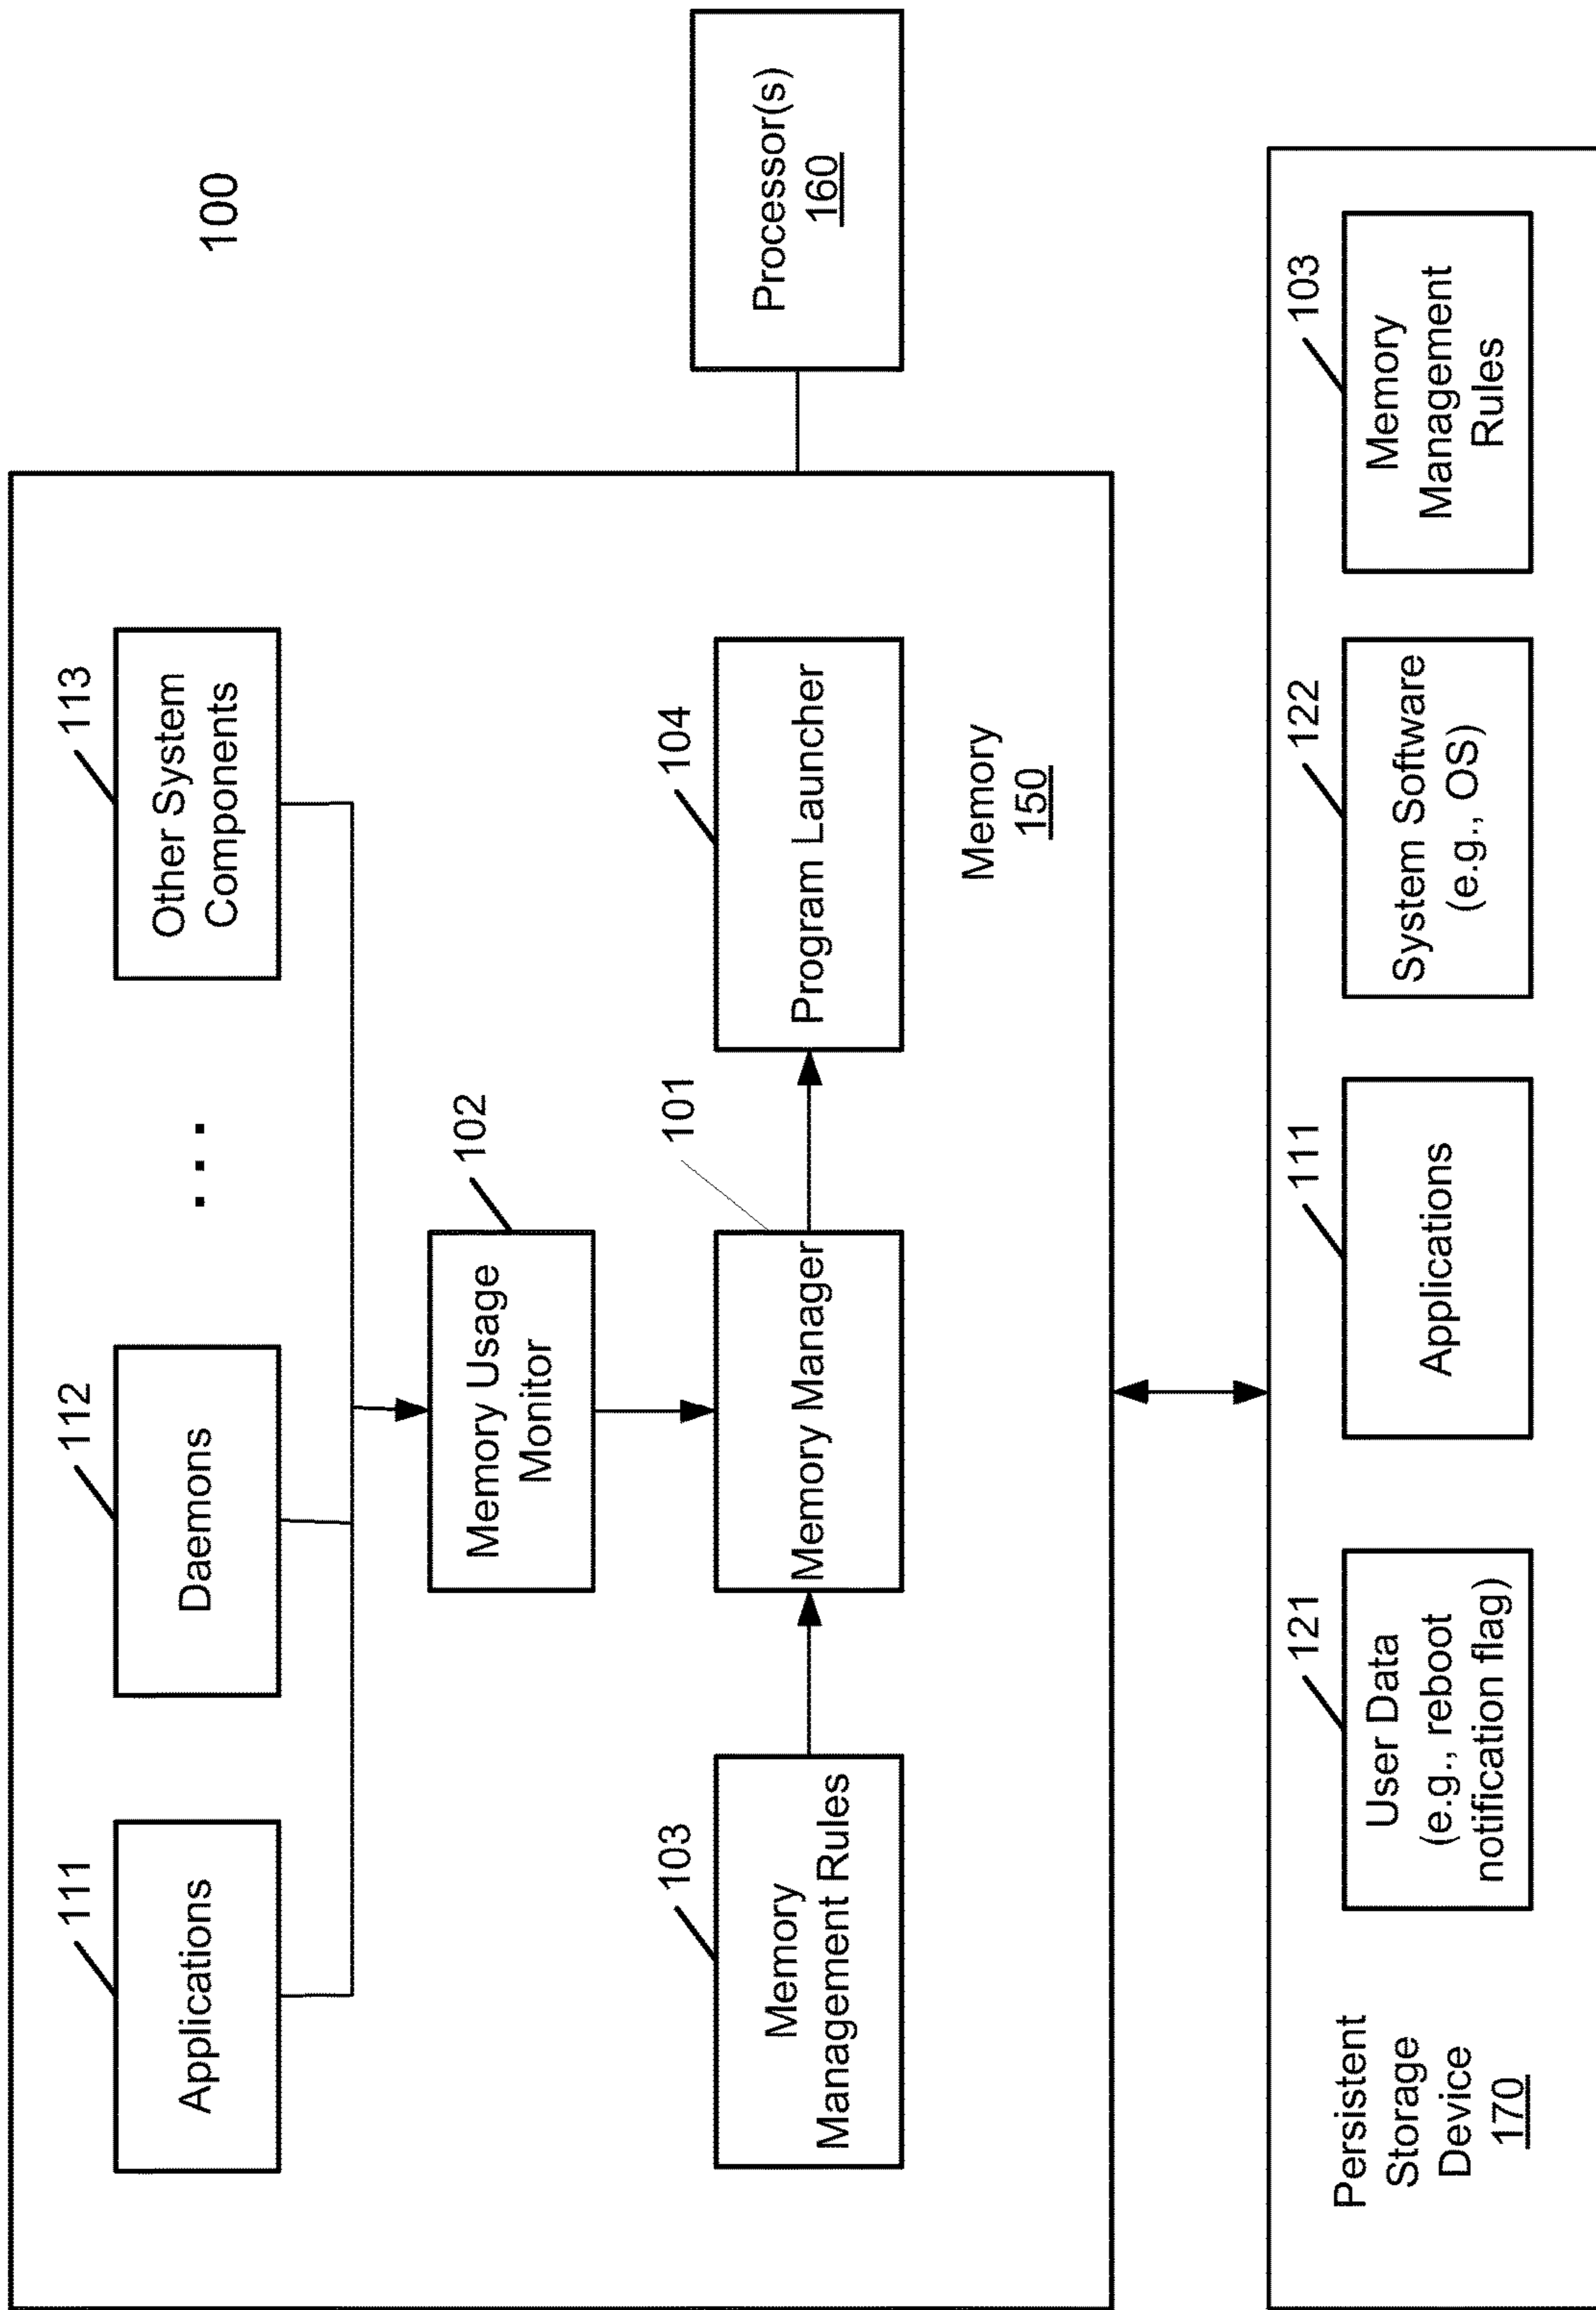 100
111
Applications
112
Daemons
. . .
113
Other System
Components
102
Memory Usage
Monitor
103
Memory
Management Rules
101
Memory Manager
104
Program Launcher
Memory
150
Processor(s)
160
Persistent
Storage
Device
170
121
User Data
(e.g., reboot
notification flag)
111
Applications
122
System Software
(e.g., OS)
103
Memory
Management
Rules